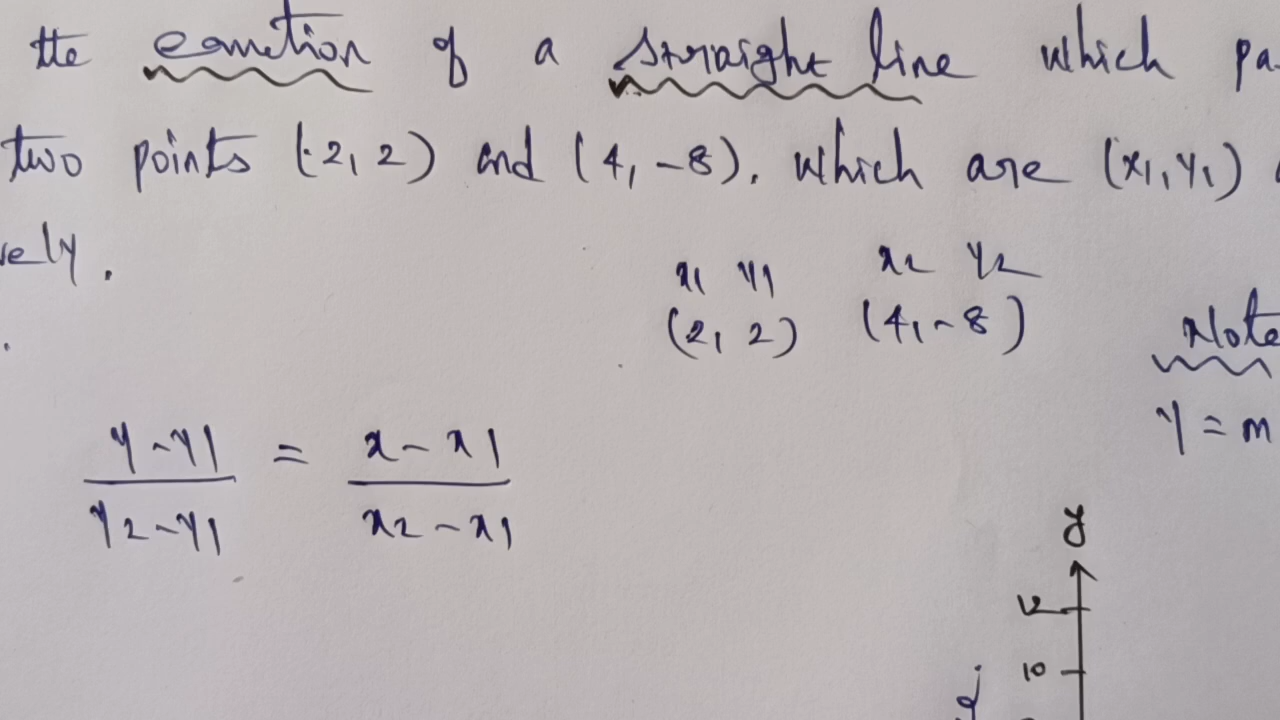 the equation of a straight line which pa-
two points (2, 2) and (4, -8). which are (x1, y1)
vely.
x1 y1 x2 y2
(2, 2) (4, -8)
Note
y = m
y - y1 = x - x1
y2 - y1 x2 - x1
y
12
10